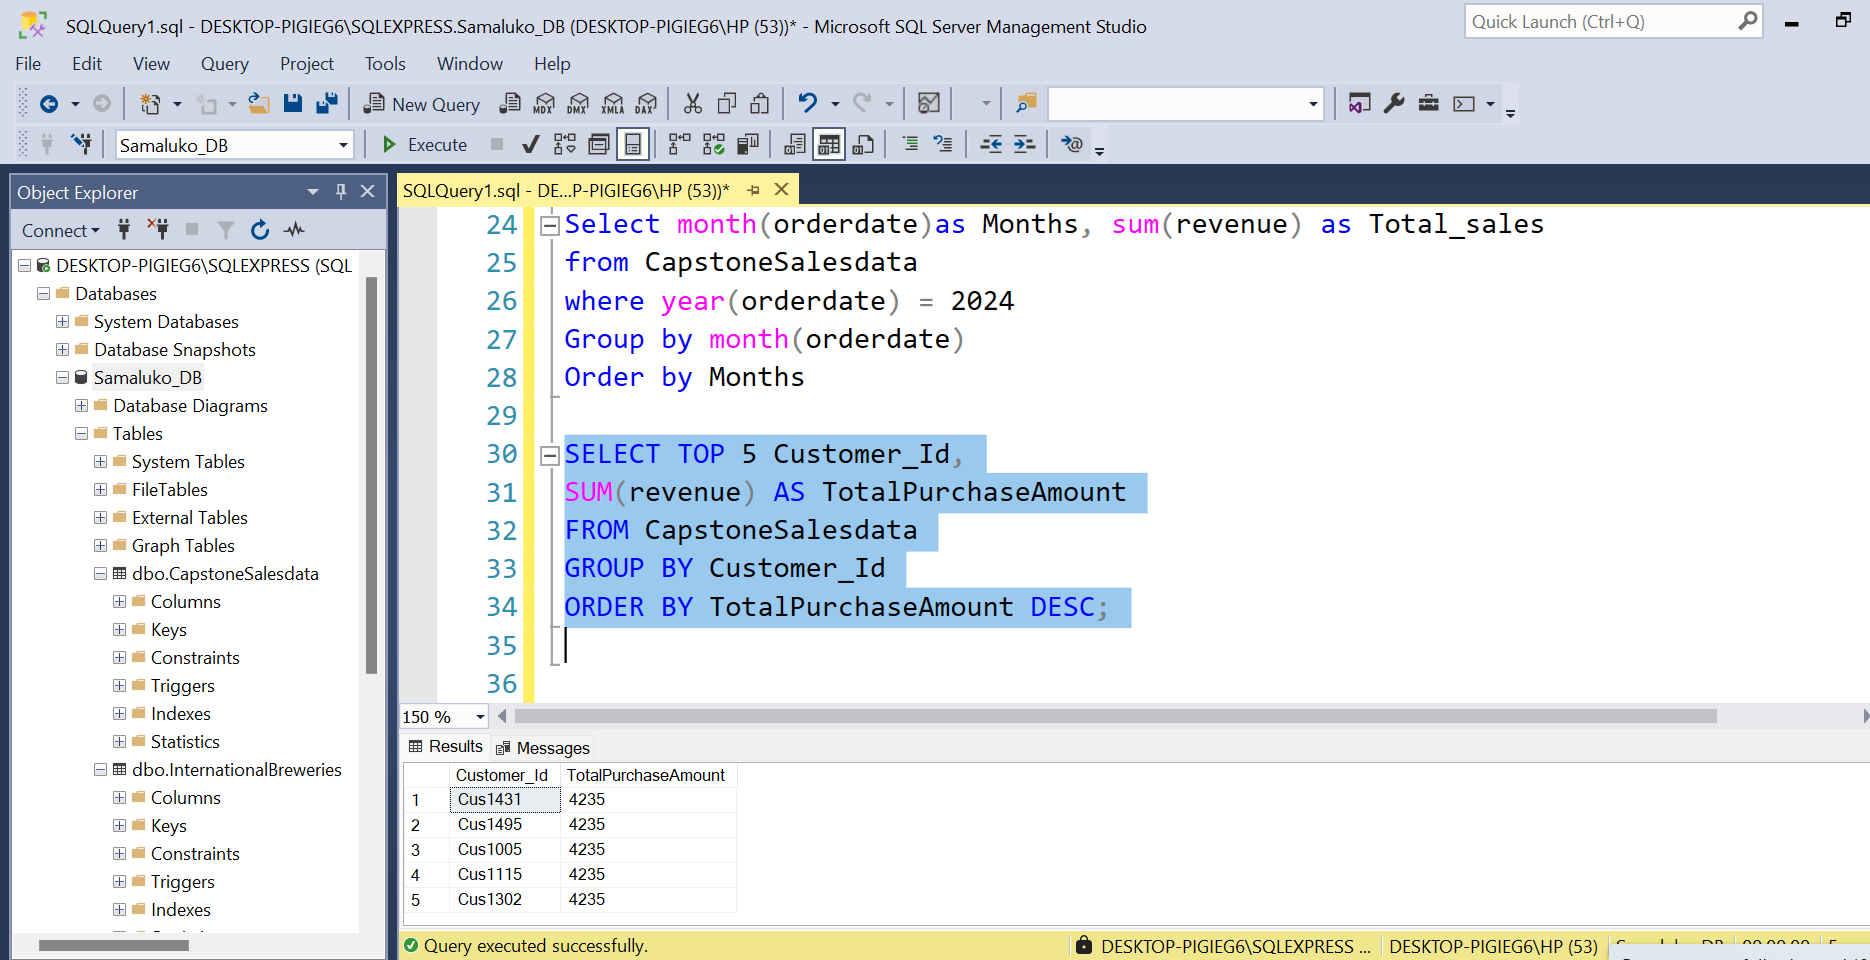 SQLQuery1.sql - DESKTOP-PIGIEG6\SQLEXPRESS.Samaluko_DB (DESKTOP-PIGIEG6\HP (53))* - Microsoft SQL Server Management Studio
Quick Launch (Ctrl+Q)
File Edit View Query Project Tools Window Help
New Query MDX DMX XMLA DAX
Samaluko_DB Execute
Object Explorer
Connect
DESKTOP-PIGIEG6\SQLEXPRESS (SQL
Databases
System Databases
Database Snapshots
Samaluko_DB
Database Diagrams
Tables
System Tables
FileTables
External Tables
Graph Tables
dbo.CapstoneSalesdata
Columns
Keys
Constraints
Triggers
Indexes
Statistics
dbo.InternationalBreweries
Columns
Keys
Constraints
Triggers
Indexes
SQLQuery1.sql - DE...P-PIGIEG6\HP (53))*
24 Select month(orderdate)as Months, sum(revenue) as Total_sales
25 from CapstoneSalesdata
26 where year(orderdate) = 2024
27 Group by month(orderdate)
28 Order by Months
29
30 SELECT TOP 5 Customer_Id,
31 SUM(revenue) AS TotalPurchaseAmount
32 FROM CapstoneSalesdata
33 GROUP BY Customer_Id
34 ORDER BY TotalPurchaseAmount DESC;
35
36
150 %
Results Messages
Customer_Id TotalPurchaseAmount
1 Cus1431 4235
2 Cus1495 4235
3 Cus1005 4235
4 Cus1115 4235
5 Cus1302 4235
Query executed successfully. DESKTOP-PIGIEG6\SQLEXPRESS ... DESKTOP-PIGIEG6\HP (53)